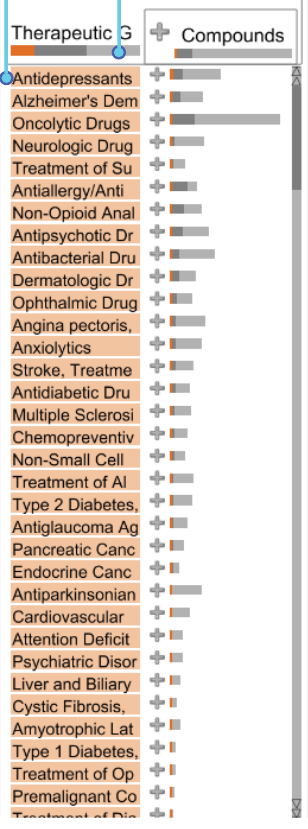 Therapeutic G
Compounds
Antidepressants
Alzheimer's Dem
Oncolytic Drugs
Neurologic Drug
Treatment of Su
Antiallergy/Anti
Non-Opioid Anal
Antipsychotic Dr
Antibacterial Dru
Dermatologic Dr
Ophthalmic Drug
Angina pectoris,
Anxiolytics
Stroke, Treatme
Antidiabetic Dru
Multiple Sclerosi
Chemopreventiv
Non-Small Cell
Treatment of Al
Type 2 Diabetes,
Antiglaucoma Ag
Pancreatic Canc
Endocrine Canc
Antiparkinsonian
Cardiovascular
Attention Deficit
Psychiatric Disor
Liver and Biliary
Cystic Fibrosis,
Amyotrophic Lat
Type 1 Diabetes,
Treatment of Op
Premalignant Co
Treatment of Dis